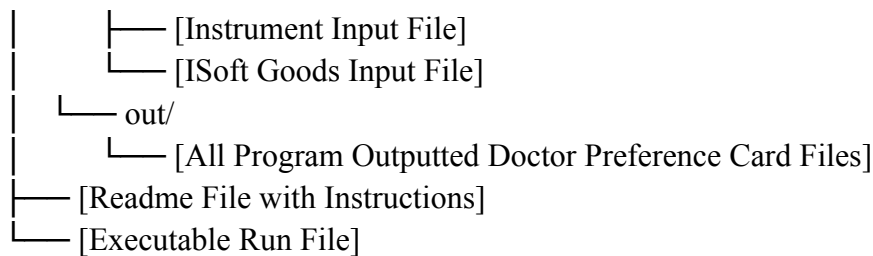 │ ├── [Instrument Input File]
│ └── [ISoft Goods Input File]
│ └── out/
│ └── [All Program Outputted Doctor Preference Card Files]
├── [Readme File with Instructions]
└── [Executable Run File]